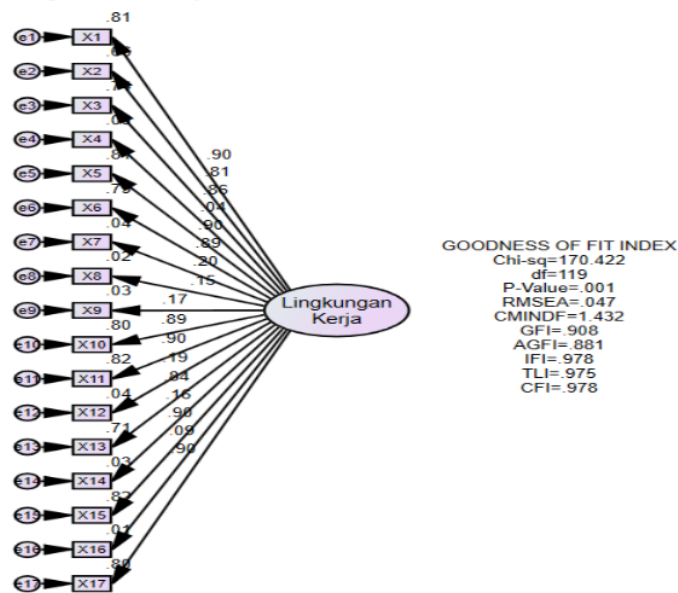 .81
e1 X1
e2 X2
e3 X3
e4 X4
.81
e5 X5
.79
e6 X6
.04
e7 X7
.02
e8 X8
.03
e9 X9
.80
e10 X10
.82
e11 X11
.04
e12 X12
.71
e13 X13
.03
e14 X14
.82
e15 X15
.01
e16 X16
.80
e17 X17
.90
.81
.86
.04
.90
.89
.20
.15
.17
.89
.90
.19
.84
.16
.90
.09
.90
Lingkungan
Kerja
GOODNESS OF FIT INDEX
Chi-sq=170.422
df=119
P-Value=.001
RMSEA=.047
CMINDF=1.432
GFI=.908
AGFI=.881
IFI=.978
TLI=.975
CFI=.978